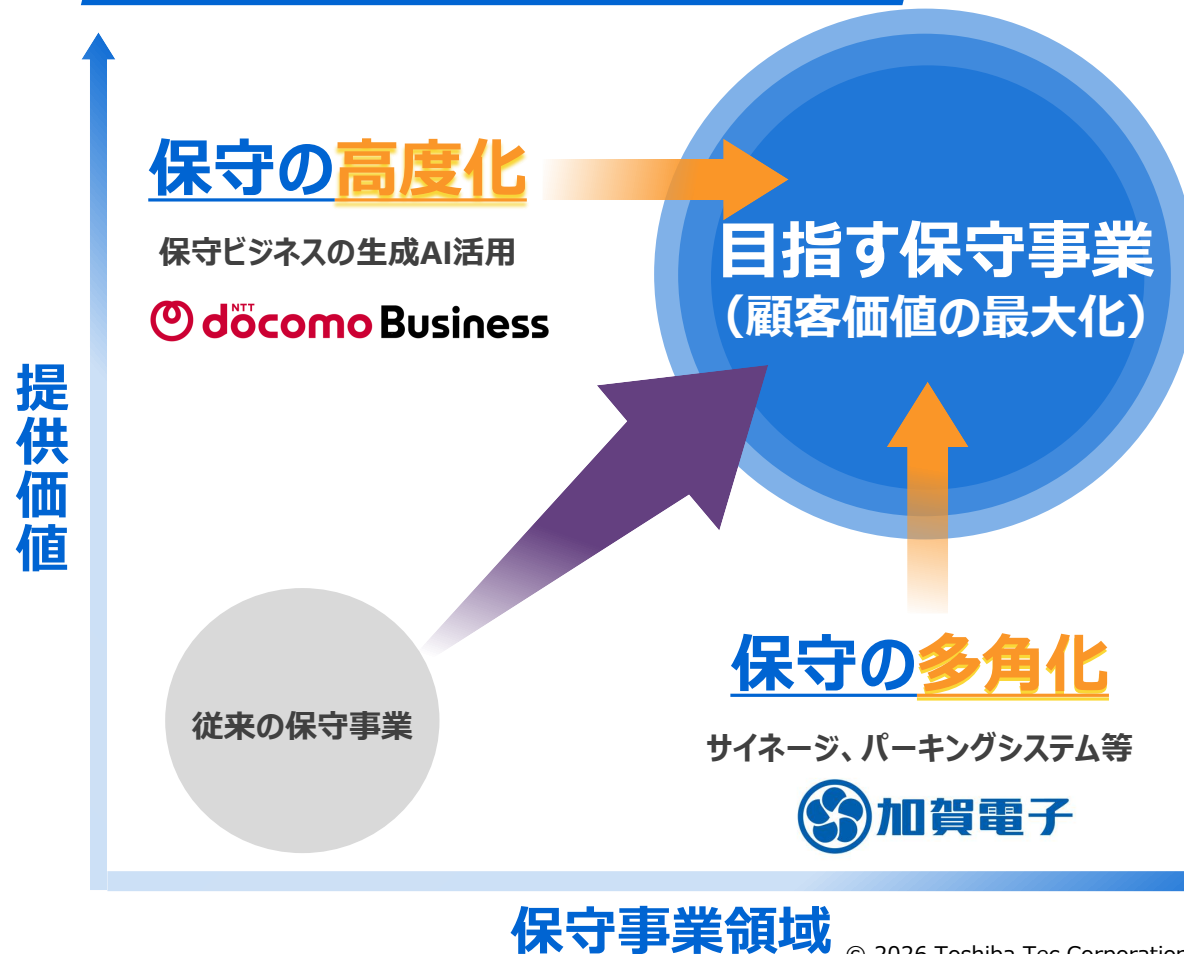 保守の高度化
保守ビジネスの生成AI活用
NTT
docomo Business
目指す保守事業
（顧客価値の最大化）
提供価値
従来の保守事業
保守の多角化
サイネージ、パーキングシステム等
加賀電子
保守事業領域
© 2026 Toshiba Tec Corporation